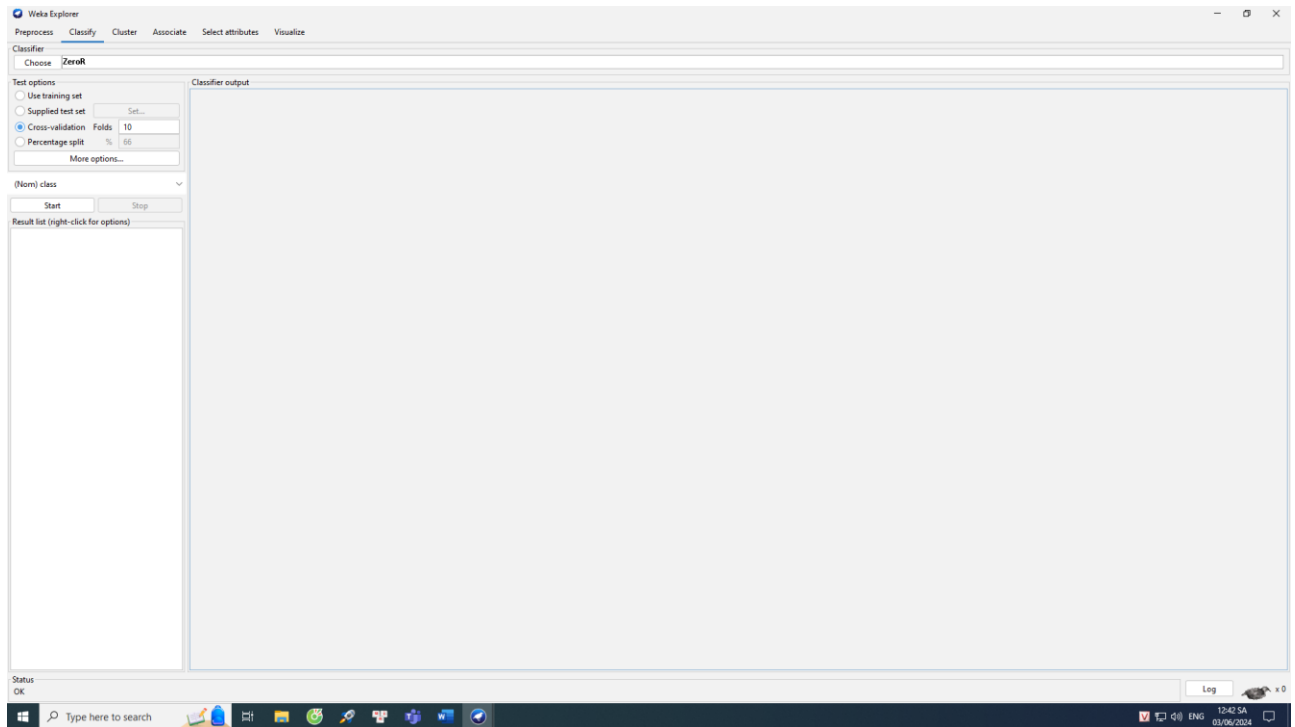 Weka Explorer
Preprocess Classify Cluster Associate Select attributes Visualize
Classifier
Choose ZeroR
Test options
Use training set
Supplied test set Set...
Cross-validation Folds 10
Percentage split % 66
More options...
(Nom) class
Start Stop
Result list (right-click for options)
Classifier output
Status
OK
Log x 0
Type here to search
V ENG 12:42 SA
03/06/2024